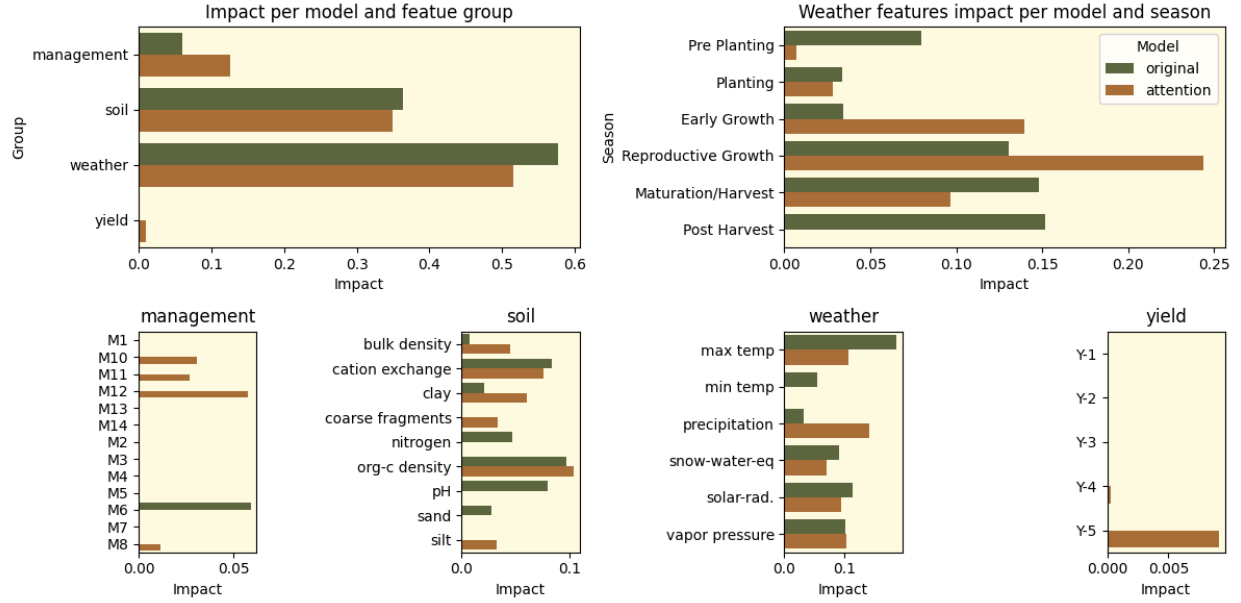 Impact per model and featue group
Group
management
soil
weather
yield
0.0 0.1 0.2 0.3 0.4 0.5 0.6
Impact
Weather features impact per model and season
Season
Pre Planting
Planting
Early Growth
Reproductive Growth
Maturation/Harvest
Post Harvest
Model
original
attention
0.00 0.05 0.10 0.15 0.20 0.25
Impact
management
M1
M10
M11
M12
M13
M14
M2
M3
M4
M5
M6
M7
M8
0.00 0.05
Impact
soil
bulk density
cation exchange
clay
coarse fragments
nitrogen
org-c density
pH
sand
silt
0.0 0.1
Impact
weather
max temp
min temp
precipitation
snow-water-eq
solar-rad.
vapor pressure
0.0 0.1
Impact
yield
Y-1
Y-2
Y-3
Y-4
Y-5
0.000 0.005
Impact